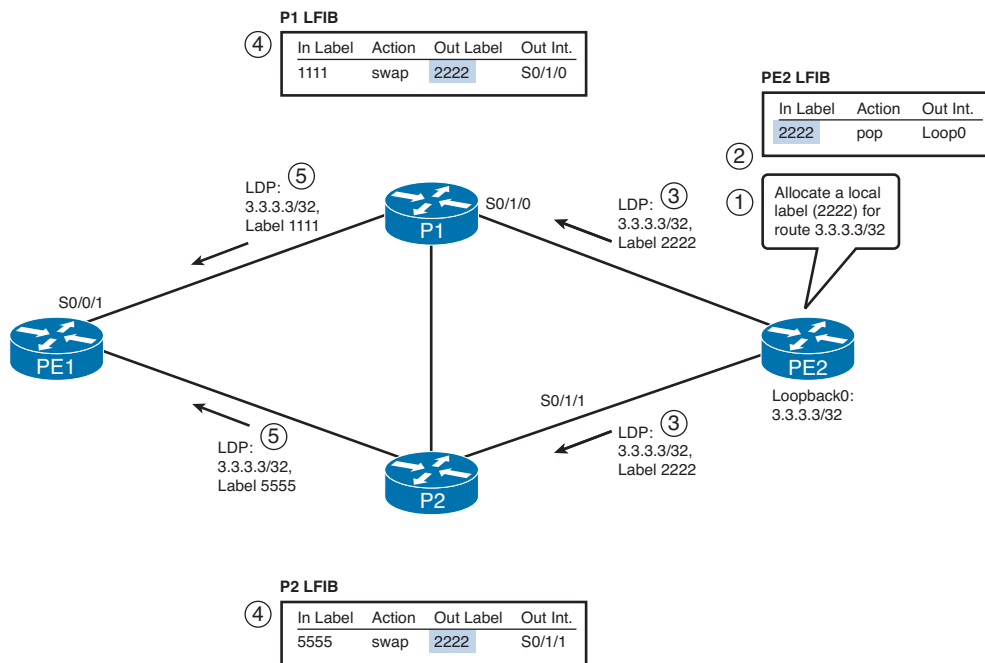 P1 LFIB
4
In Label Action Out Label Out Int.
1111 swap 2222 S0/1/0
PE2 LFIB
In Label Action Out Int.
2222 pop Loop0
2
1
Allocate a local
label (2222) for
route 3.3.3.3/32
LDP: 5
3.3.3.3/32,
Label 1111
S0/1/0
P1
LDP: 3
3.3.3.3/32,
Label 2222
S0/0/1
PE1
PE2
Loopback0:
3.3.3.3/32
S0/1/1
LDP: 5
3.3.3.3/32,
Label 5555
P2
LDP: 3
3.3.3.3/32,
Label 2222
P2 LFIB
4
In Label Action Out Label Out Int.
5555 swap 2222 S0/1/1